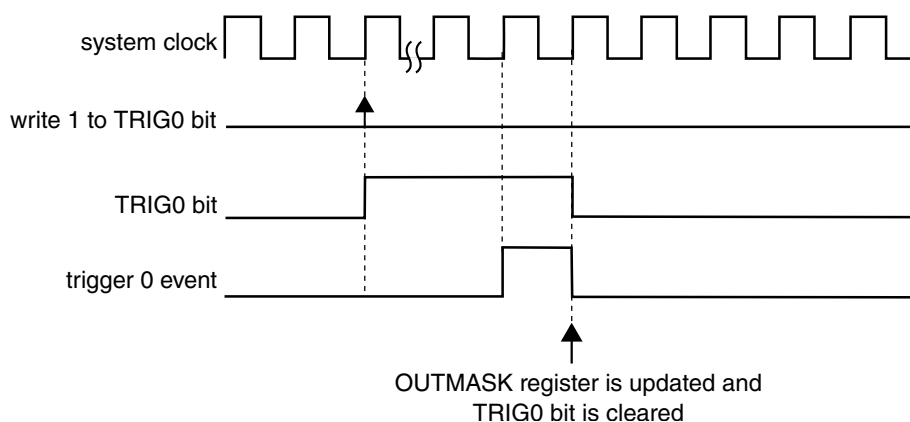 system clock
write 1 to TRIG0 bit
TRIG0 bit
trigger 0 event
OUTMASK register is updated and
TRIG0 bit is cleared